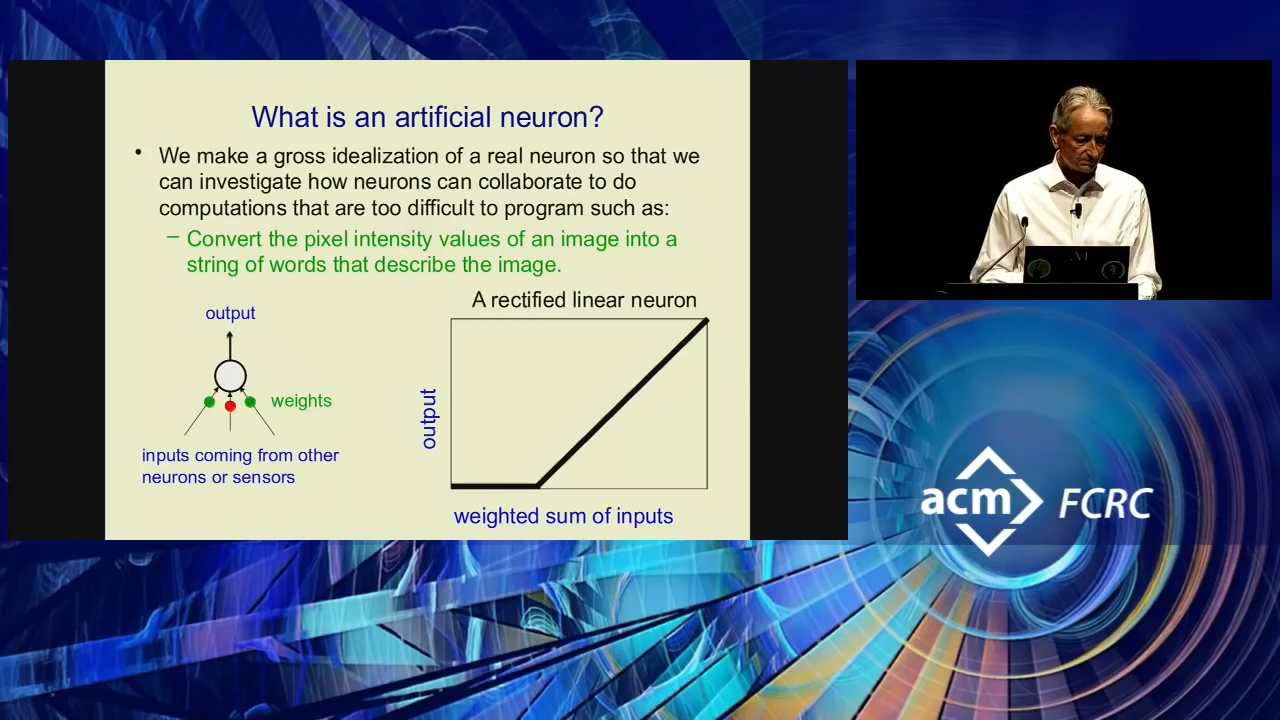 What is an artificial neuron?
• We make a gross idealization of a real neuron so that we
can investigate how neurons can collaborate to do
computations that are too difficult to program such as:
– Convert the pixel intensity values of an image into a
string of words that describe the image.
output
weights
inputs coming from other
neurons or sensors
A rectified linear neuron
output
weighted sum of inputs
acm FCRC